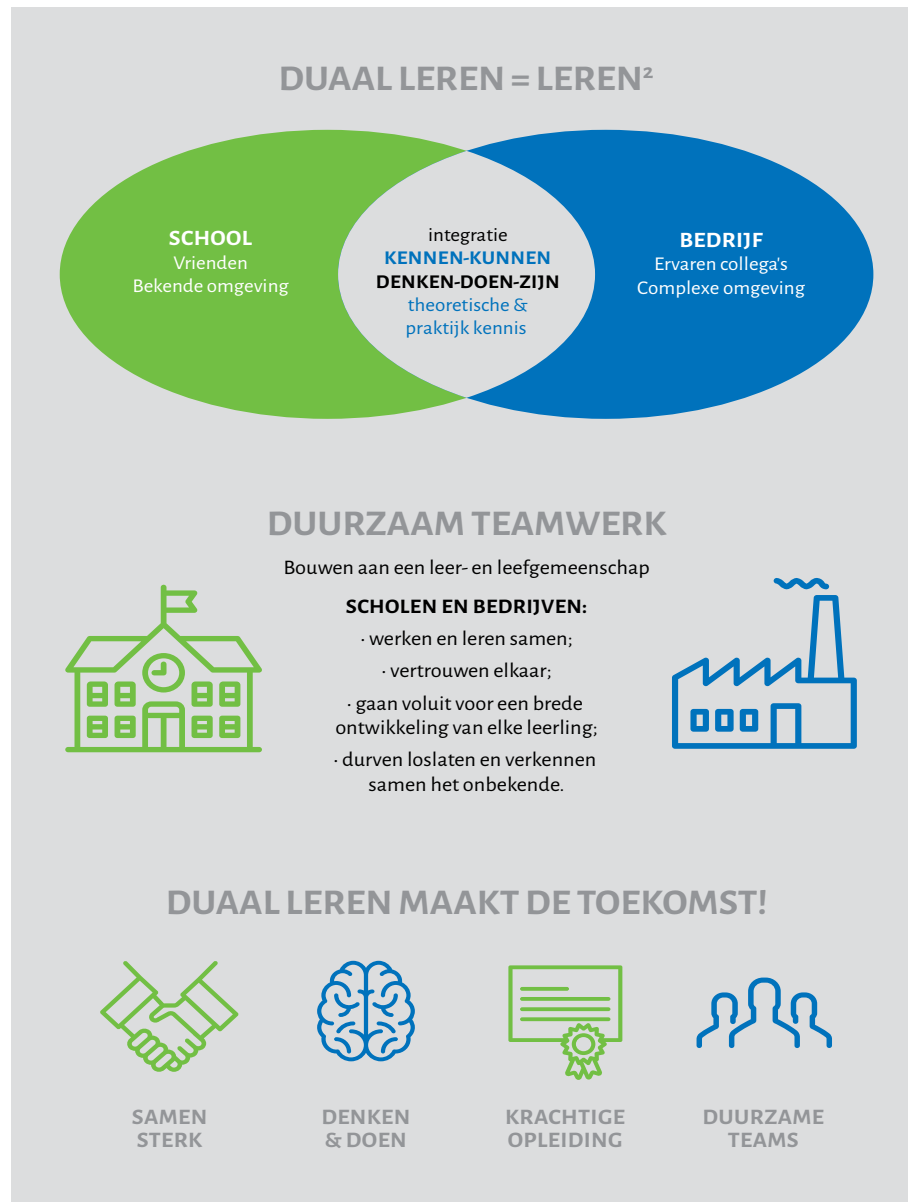 DUAAL LEREN = LEREN²
SCHOOL
Vrienden
Bekende omgeving
integratie
KENNEN-KUNNEN
DENKEN-DOEN-ZIJN
theoretische &
praktijk kennis
BEDRIJF
Ervaren collega's
Complexe omgeving
DUURZAAM TEAMWERK
Bouwen aan een leer- en leefgemeenschap
SCHOLEN EN BEDRIJVEN:
· werken en leren samen;
· vertrouwen elkaar;
· gaan voluit voor een brede
ontwikkeling van elke leerling;
· durven loslaten en verkennen
samen het onbekende.
DUAAL LEREN MAAKT DE TOEKOMST!
SAMEN
STERK
DENKEN
& DOEN
KRACHTIGE
OPLEIDING
DUURZAME
TEAMS